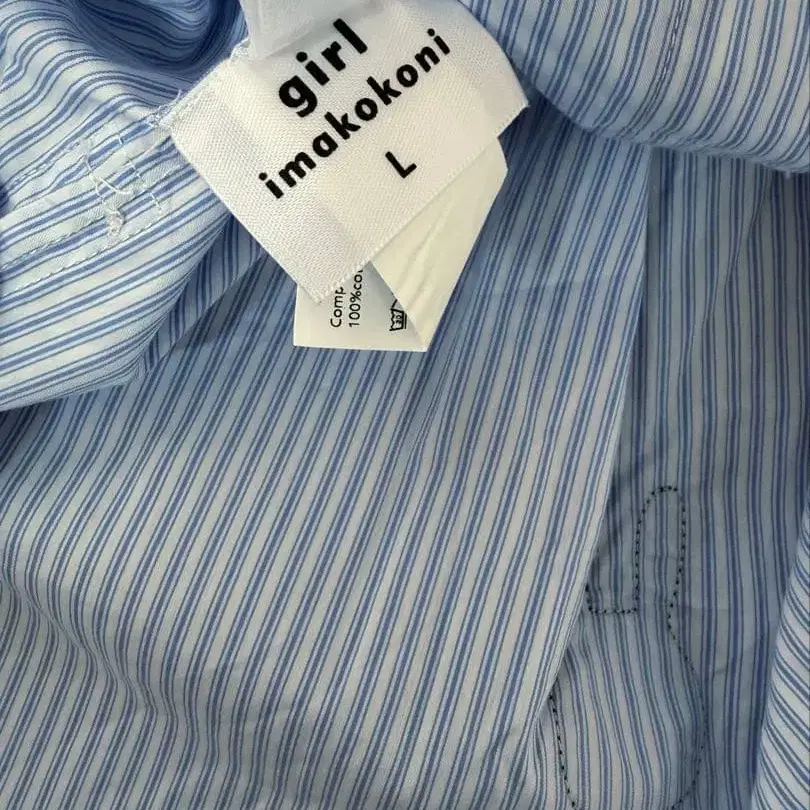 girl
imakokoni
L
Comp
100%co